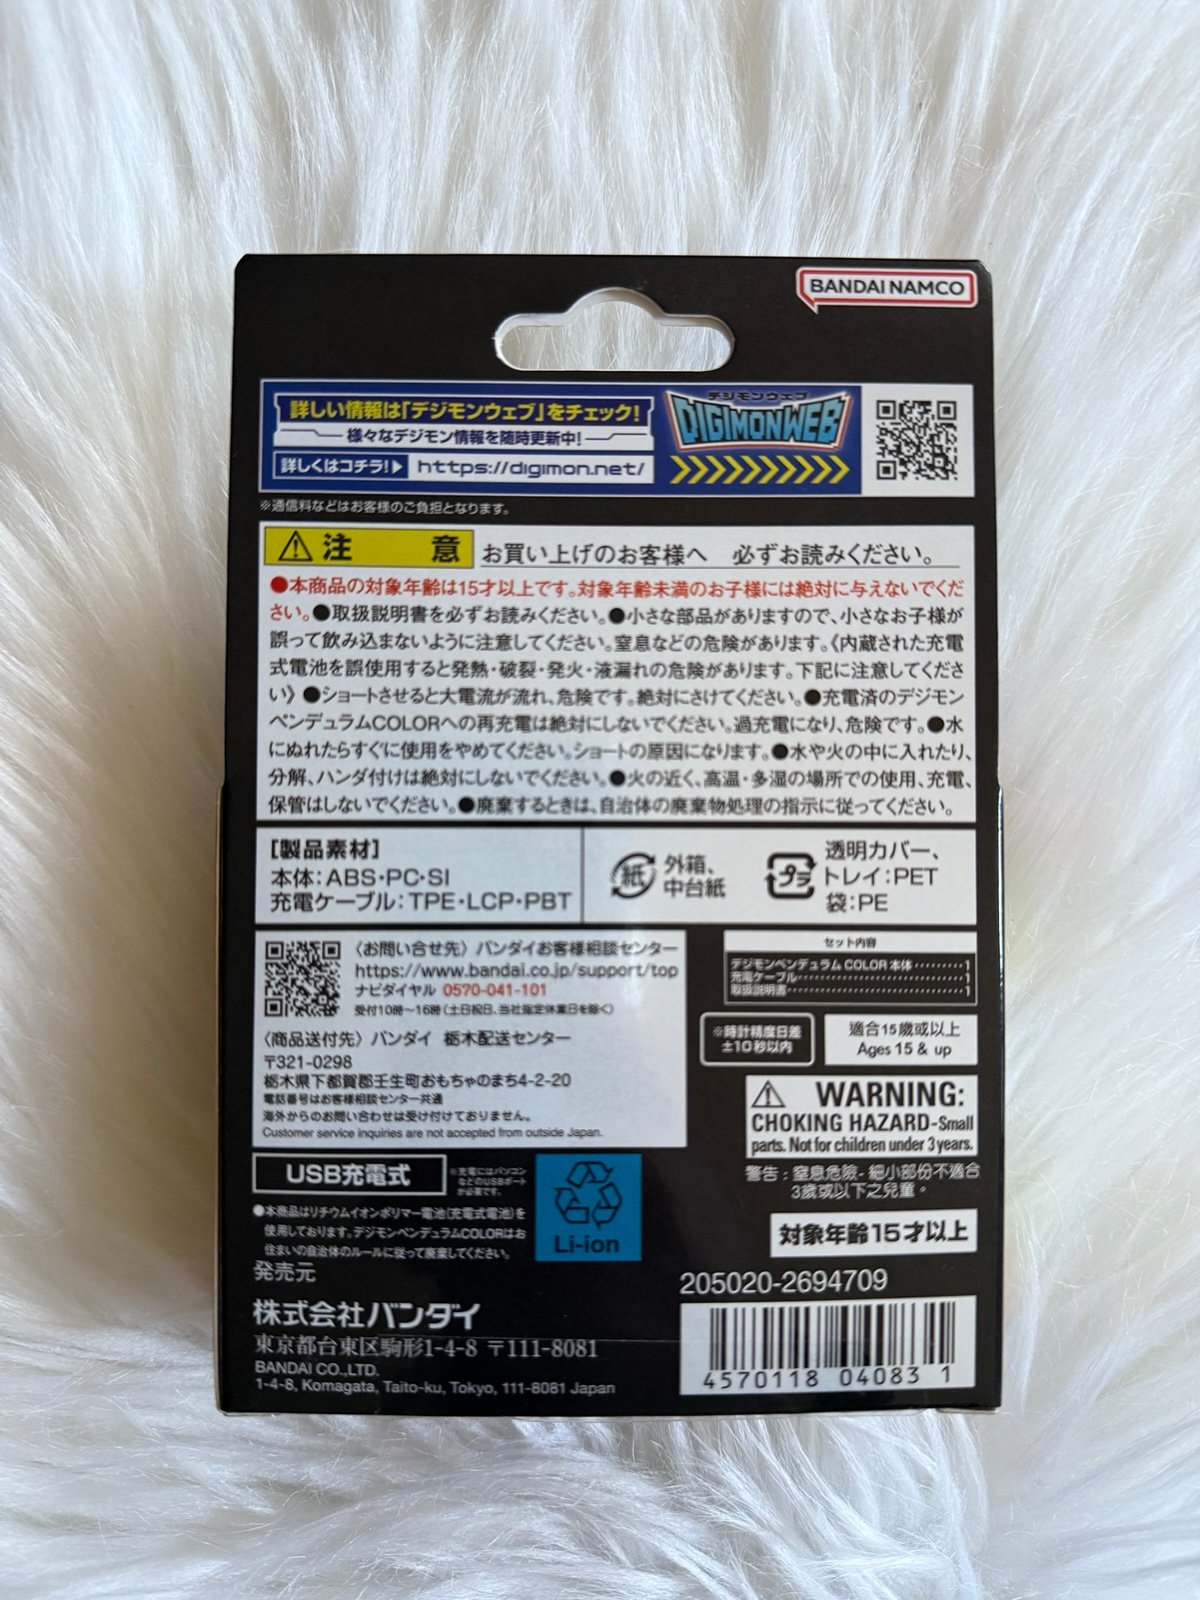 BANDAI NAMCO
詳しい情報は「デジモンウェブ」をチェック!
様々なデジモン情報を随時更新中!
詳しくはコチラ!▶ https://digimon.net/
デジモンウェブ
DIGIMONWEB
※通信料などはお客様のご負担となります。
⚠注 意 お買い上げのお客様へ 必ずお読みください。
●本商品の対象年齢は15才以上です。対象年齢未満のお子様には絶対に与えないでくだ
さい。●取扱説明書を必ずお読みください。●小さな部品がありますので、小さなお子様が
誤って飲み込まないように注意してください。窒息などの危険があります。《内蔵された充電
式電池を誤使用すると発熱・破裂・発火・液漏れの危険があります。下記に注意してくださ
い》●ショートさせると大電流が流れ、危険です。絶対にさけてください。●充電済のデジモン
ペンデュラムCOLORへの再充電は絶対にしないでください。過充電になり、危険です。●水
にぬれたらすぐに使用をやめてください。ショートの原因になります。●水や火の中に入れたり、
分解、ハンダ付けは絶対にしないでください。●火の近く、高温・多湿の場所での使用、充電、
保管はしないでください。●廃棄するときは、自治体の廃棄物処理の指示に従ってください。
[製品素材]
本体:ABS・PC・SI
充電ケーブル:TPE・LCP・PBT
紙
外箱、
中台紙
プラ
透明カバー、
トレイ:PET
袋:PE
〈お問い合せ先〉バンダイお客様相談センター
https://www.bandai.co.jp/support/top
ナビダイヤル 0570-041-101
受付10時〜16時(土日祝日、当社指定休業日を除く)
〈商品送付先〉バンダイ 栃木配送センター
〒321-0298
栃木県下都賀郡壬生町おもちゃのまち4-2-20
電話番号はお客様相談センター共通
海外からのお問い合わせは受け付けておりません。
Customer service inquiries are not accepted from outside Japan.
セット内容
デジモンペンデュラム COLOR 本体·········1
充電ケーブル·························1
取扱説明書···························1
※時計精度日差
±10秒以内
適合15歲或以上
Ages 15 & up
⚠ WARNING:
CHOKING HAZARD-Small
parts. Not for children under 3 years.
警告:窒息危險-細小部份不適合
3歲或以下之兒童。
対象年齢15才以上
USB充電式
※充電にはパソコン
などのUSBポート
が必要です。
●本商品はリチウムイオンポリマー電池(充電式電池)を
使用しております。デジモンペンデュラムCOLORはお
住まいの自治体のルールに従って廃棄してください。
Li-ion
発売元
株式会社バンダイ
東京都台東区駒形1-4-8 〒111-8081
BANDAI CO.,LTD.
1-4-8, Komagata, Taito-ku, Tokyo, 111-8081 Japan
205020-2694709
4570118 04083 1